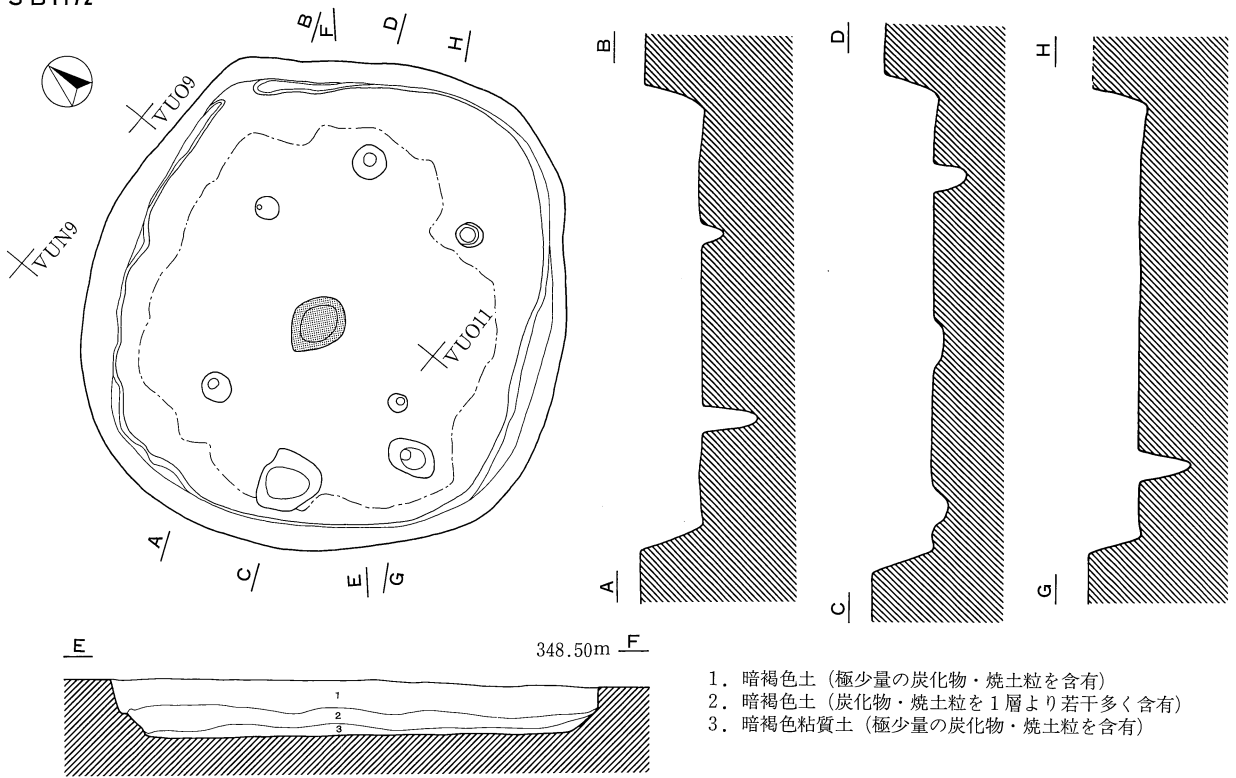 B
F
D
H
VUO9
VUN9
VUO11
A
C
E
G
B
A
D
C
H
G
E
348.50m F
1
2
3
1. 暗褐色土 (極少量の炭化物・焼土粒を含有)
2. 暗褐色土 (炭化物・焼土粒を1層より若干多く含有)
3. 暗褐色粘質土 (極少量の炭化物・焼土粒を含有)